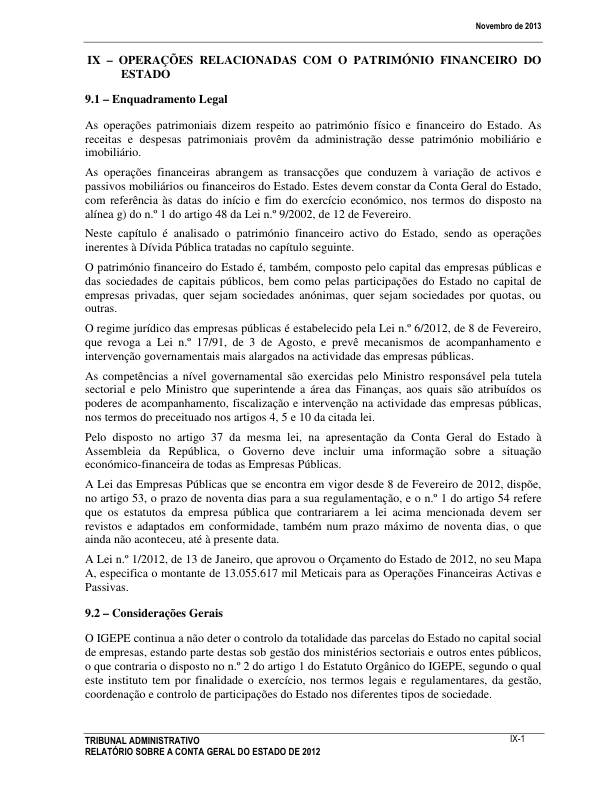 Novembro de 2013
IX – OPERAÇÕES RELACIONADAS COM O PATRIMÓNIO FINANCEIRO DO
ESTADO
9.1 – Enquadramento Legal
As operações patrimoniais dizem respeito ao património físico e financeiro do Estado. As
receitas e despesas patrimoniais provêm da administração desse património mobiliário e
imobiliário.
As operações financeiras abrangem as transacções que conduzem à variação de activos e
passivos mobiliários ou financeiros do Estado. Estes devem constar da Conta Geral do Estado,
com referência às datas do início e fim do exercício económico, nos termos do disposto na
alínea g) do n.º 1 do artigo 48 da Lei n.º 9/2002, de 12 de Fevereiro.
Neste capítulo é analisado o património financeiro activo do Estado, sendo as operações
inerentes à Dívida Pública tratadas no capítulo seguinte.
O património financeiro do Estado é, também, composto pelo capital das empresas públicas e
das sociedades de capitais públicos, bem como pelas participações do Estado no capital de
empresas privadas, quer sejam sociedades anónimas, quer sejam sociedades por quotas, ou
outras.
O regime jurídico das empresas públicas é estabelecido pela Lei n.º 6/2012, de 8 de Fevereiro,
que revoga a Lei n.º 17/91, de 3 de Agosto, e prevê mecanismos de acompanhamento e
intervenção governamentais mais alargados na actividade das empresas públicas.
As competências a nível governamental são exercidas pelo Ministro responsável pela tutela
sectorial e pelo Ministro que superintende a área das Finanças, aos quais são atribuídos os
poderes de acompanhamento, fiscalização e intervenção na actividade das empresas públicas,
nos termos do preceituado nos artigos 4, 5 e 10 da citada lei.
Pelo disposto no artigo 37 da mesma lei, na apresentação da Conta Geral do Estado à
Assembleia da República, o Governo deve incluir uma informação sobre a situação
económico-financeira de todas as Empresas Públicas.
A Lei das Empresas Públicas que se encontra em vigor desde 8 de Fevereiro de 2012, dispõe,
no artigo 53, o prazo de noventa dias para a sua regulamentação, e o n.º 1 do artigo 54 refere
que os estatutos da empresa pública que contrariarem a lei acima mencionada devem ser
revistos e adaptados em conformidade, também num prazo máximo de noventa dias, o que
ainda não aconteceu, até à presente data.
A Lei n.º 1/2012, de 13 de Janeiro, que aprovou o Orçamento do Estado de 2012, no seu Mapa
A, especifica o montante de 13.055.617 mil Meticais para as Operações Financeiras Activas e
Passivas.
9.2 – Considerações Gerais
O IGEPE continua a não deter o controlo da totalidade das parcelas do Estado no capital social
de empresas, estando parte destas sob gestão dos ministérios sectoriais e outros entes públicos,
o que contraria o disposto no n.º 2 do artigo 1 do Estatuto Orgânico do IGEPE, segundo o qual
este instituto tem por finalidade o exercício, nos termos legais e regulamentares, da gestão,
coordenação e controlo de participações do Estado nos diferentes tipos de sociedade.
TRIBUNAL ADMINISTRATIVO
IX-1
RELATÓRIO SOBRE A CONTA GERAL DO ESTADO DE 2012